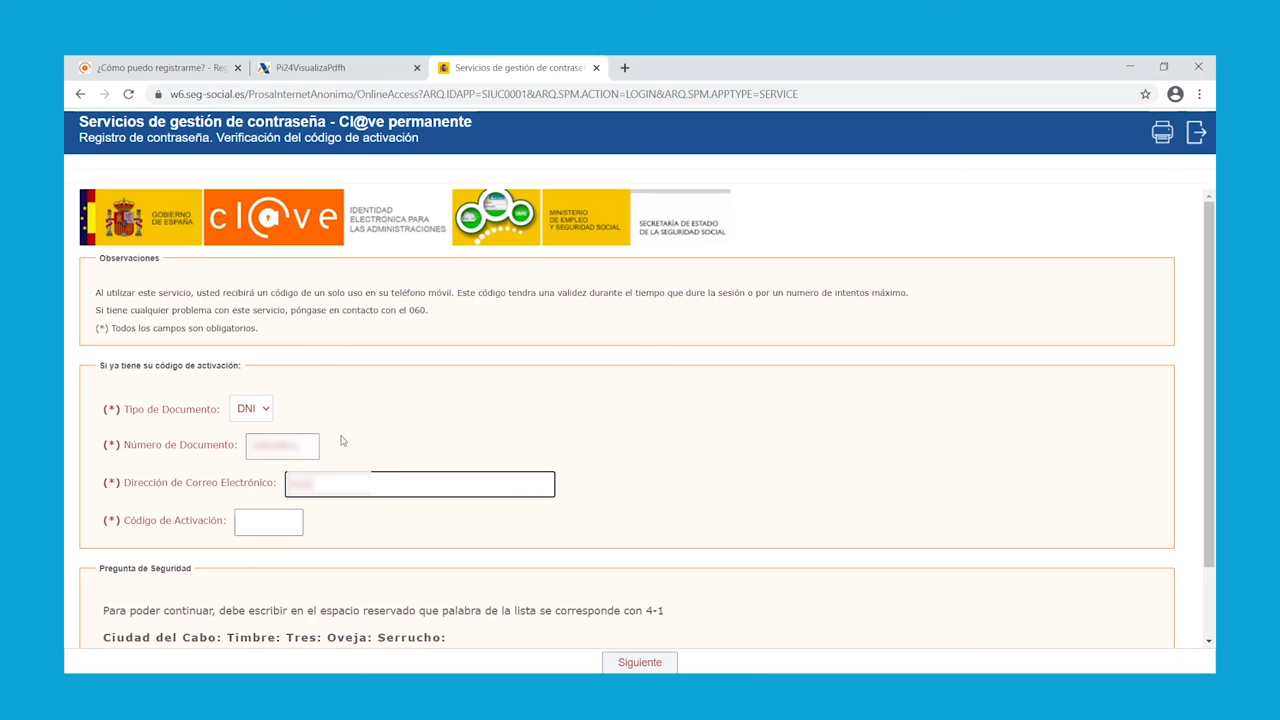 ¿Cómo puedo registrarme? - Reg
Pi24VisualizaPdfh
Servicios de gestión de contraseñ
w6.seg-social.es/ProsaInternetAnonimo/OnlineAccess?ARQ.IDAPP=SIUC0001&ARQ.SPM.ACTION=LOGIN&ARQ.SPM.APPTYPE=SERVICE
Servicios de gestión de contraseña - Cl@ve permanente
Registro de contraseña. Verificación del código de activación
GOBIERNO
DE ESPAÑA
cl@ve
IDENTIDAD
ELECTRÓNICA PARA
LAS ADMINISTRACIONES
MINISTERIO
DE EMPLEO
Y SEGURIDAD SOCIAL
SECRETARÍA DE ESTADO
DE LA SEGURIDAD SOCIAL
Observaciones
Al utilizar este servicio, usted recibirá un código de un solo uso en su teléfono móvil. Este código tendra una validez durante el tiempo que dure la sesión o por un numero de intentos máximo.
Si tiene cualquier problema con este servicio, póngase en contacto con el 060.
(*) Todos los campos son obligatorios.
Si ya tiene su código de activación:
(*) Tipo de Documento: DNI
(*) Número de Documento:
(*) Dirección de Correo Electrónico:
(*) Código de Activación:
Pregunta de Seguridad
Para poder continuar, debe escribir en el espacio reservado que palabra de la lista se corresponde con 4-1
Ciudad del Cabo: Timbre: Tres: Oveja: Serrucho:
Siguiente